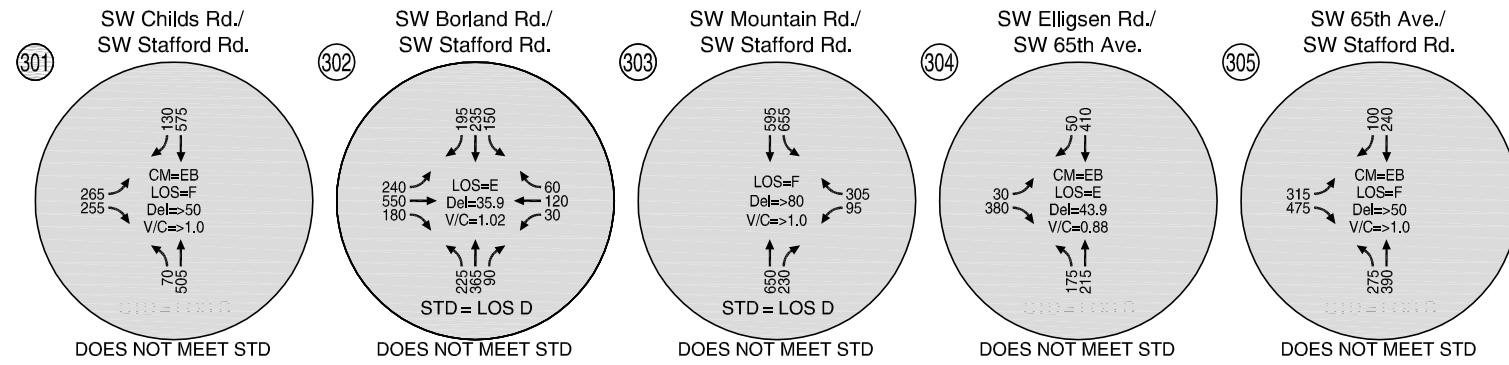 SW Childs Rd./
SW Stafford Rd.
301
130
575
265
255
CM=EB
LOS=F
Del=>50
V/C=>1.0
70
505
DOES NOT MEET STD
SW Borland Rd./
SW Stafford Rd.
302
195
235
150
240
550
180
LOS=E
Del=35.9
V/C=1.02
60
120
30
225
365
90
STD = LOS D
DOES NOT MEET STD
SW Mountain Rd./
SW Stafford Rd.
303
595
655
LOS=F
Del=>80
V/C=>1.0
305
95
650
230
STD = LOS D
DOES NOT MEET STD
SW Elligsen Rd./
SW 65th Ave.
304
50
410
30
380
CM=EB
LOS=E
Del=43.9
V/C=0.88
175
215
DOES NOT MEET STD
SW 65th Ave./
SW Stafford Rd.
305
100
240
315
475
CM=EB
LOS=F
Del=>50
V/C=>1.0
275
390
DOES NOT MEET STD